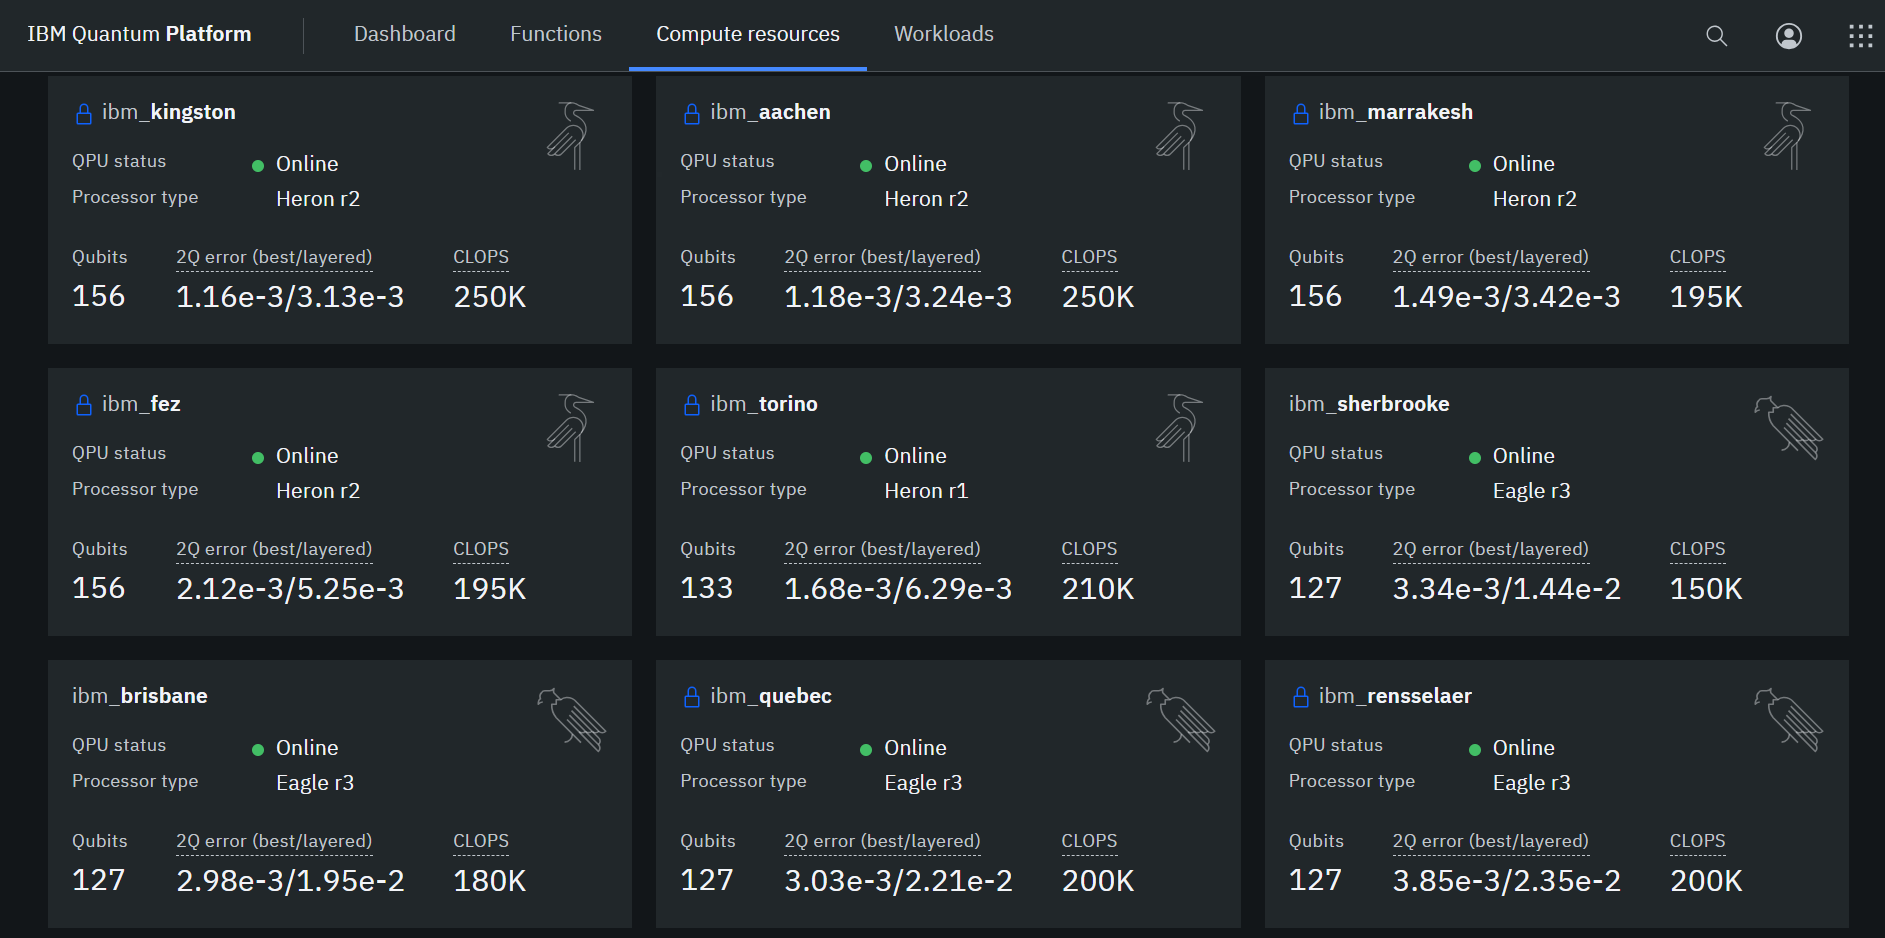 IBM Quantum Platform Dashboard Functions Compute resources Workloads
ibm_kingston
QPU status Online
Processor type Heron r2
Qubits 2Q error (best/layered) CLOPS
156 1.16e-3/3.13e-3 250K
ibm_aachen
QPU status Online
Processor type Heron r2
Qubits 2Q error (best/layered) CLOPS
156 1.18e-3/3.24e-3 250K
ibm_marrakesh
QPU status Online
Processor type Heron r2
Qubits 2Q error (best/layered) CLOPS
156 1.49e-3/3.42e-3 195K
ibm_fez
QPU status Online
Processor type Heron r2
Qubits 2Q error (best/layered) CLOPS
156 2.12e-3/5.25e-3 195K
ibm_torino
QPU status Online
Processor type Heron r1
Qubits 2Q error (best/layered) CLOPS
133 1.68e-3/6.29e-3 210K
ibm_sherbrooke
QPU status Online
Processor type Eagle r3
Qubits 2Q error (best/layered) CLOPS
127 3.34e-3/1.44e-2 150K
ibm_brisbane
QPU status Online
Processor type Eagle r3
Qubits 2Q error (best/layered) CLOPS
127 2.98e-3/1.95e-2 180K
ibm_quebec
QPU status Online
Processor type Eagle r3
Qubits 2Q error (best/layered) CLOPS
127 3.03e-3/2.21e-2 200K
ibm_rensselaer
QPU status Online
Processor type Eagle r3
Qubits 2Q error (best/layered) CLOPS
127 3.85e-3/2.35e-2 200K